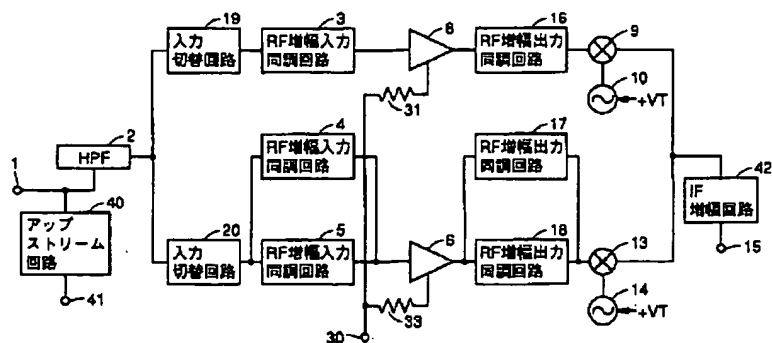 19
入力
切替回路
3
RF増幅入力
同調回路
6
16
RF増幅出力
同調回路
9
10
+VT
31
2
HPF
1
4
RF増幅入力
同調回路
17
RF増幅出力
同調回路
42
IF
増幅回路
15
40
アップ
ストリーム
回路
41
20
入力
切替回路
5
RF増幅入力
同調回路
6
18
RF増幅出力
同調回路
13
14
+VT
33
30